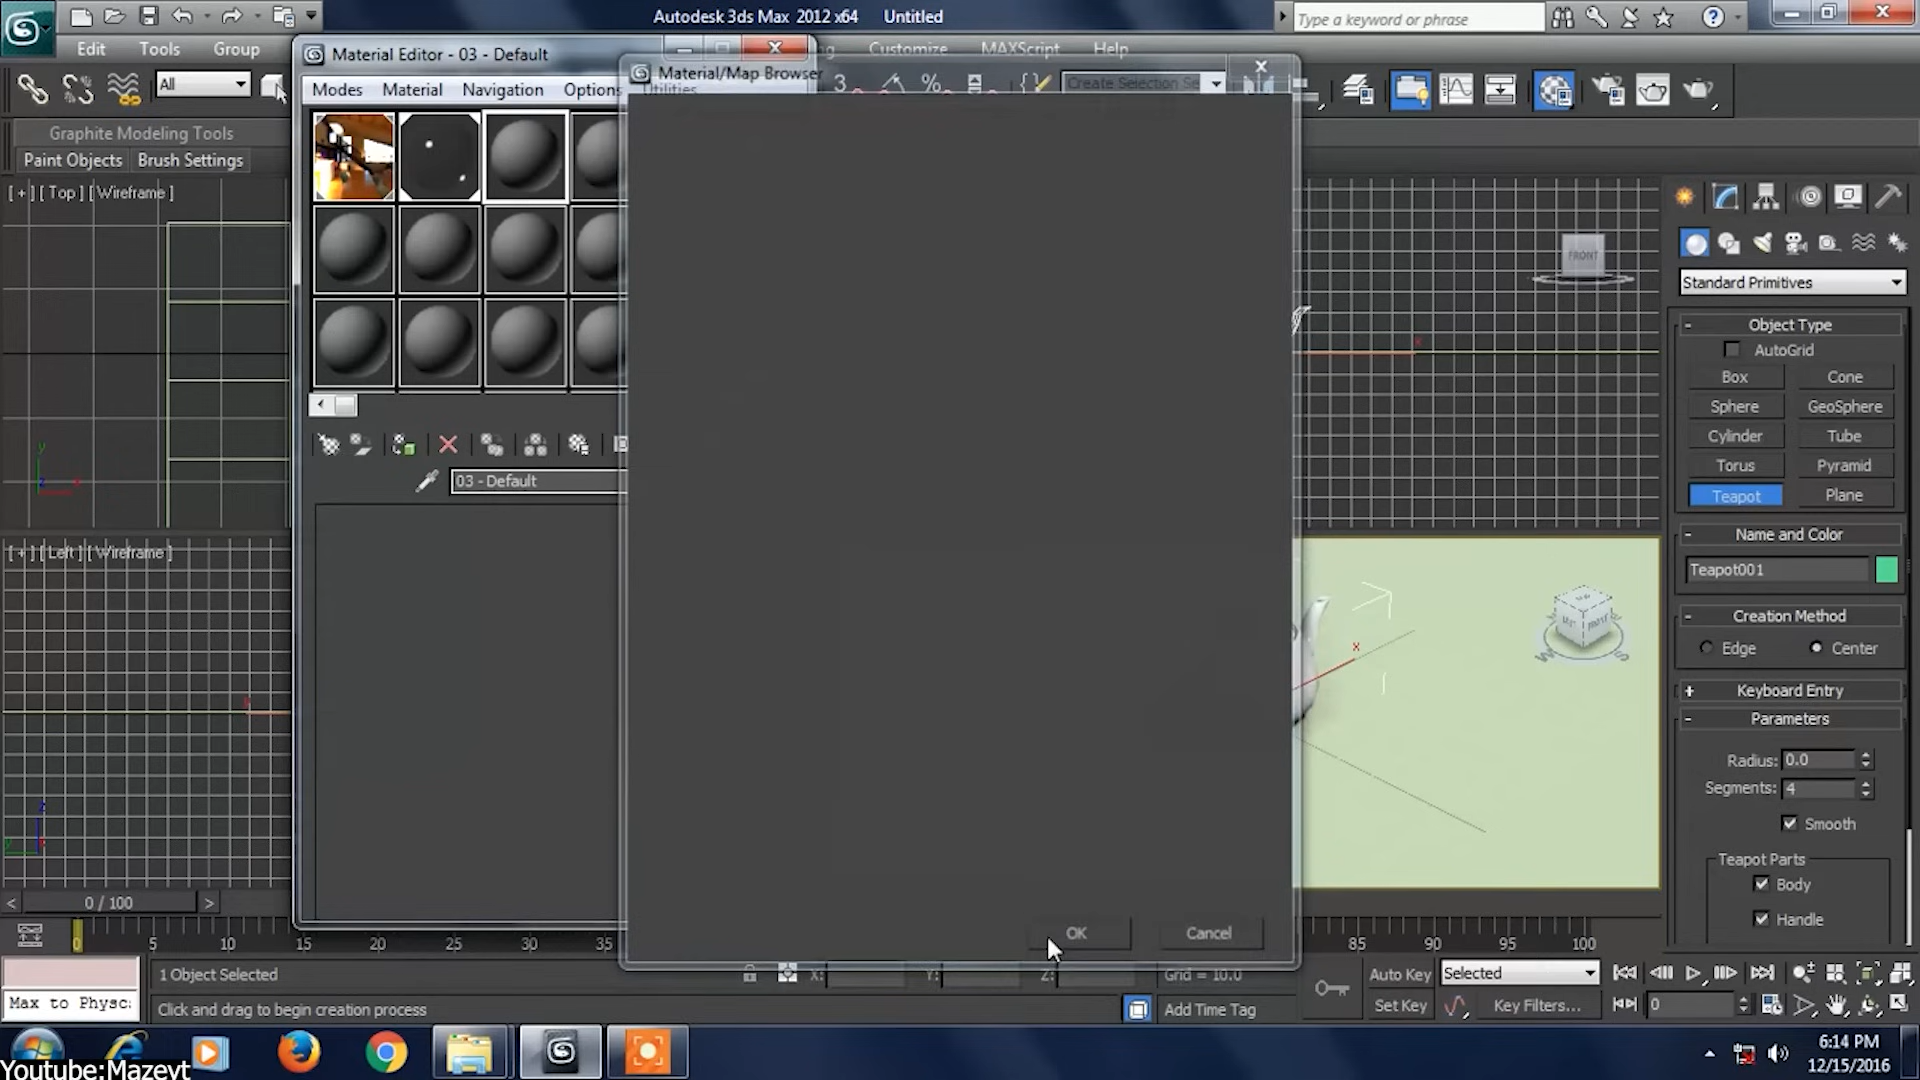 Autodesk 3ds Max 2012 x64 Untitled
Type a keyword or phrase
Edit Tools Group
Customize MAXScript Help
Material Editor - 03 - Default
Material/Map Browser
Modes Material Navigation Options Utilities
All
3
%
Create Selection Se
Graphite Modeling Tools
Paint Objects Brush Settings
[ + ] [ Top ] [ Wireframe ]
[ + ] [ Left ] [ Wireframe ]
FRONT
y
x
z
03 - Default
Standard Primitives
Object Type
AutoGrid
Box Cone
Sphere GeoSphere
Cylinder Tube
Torus Pyramid
Teapot Plane
Name and Color
Teapot001
Creation Method
Edge Center
Keyboard Entry
Parameters
Radius: 0.0
Segments: 4
Smooth
Teapot Parts
Body
Handle
OK Cancel
0 / 100
0 5 10 15 20 25 30 35 85 90 95 100
1 Object Selected
X: Y: Z: Grid = 10.0
Auto Key Selected
Max to Physc:
Click and drag to begin creation process
Add Time Tag
Set Key Key Filters...
0
6:14 PM
12/15/2016
Youtube:Mazevt